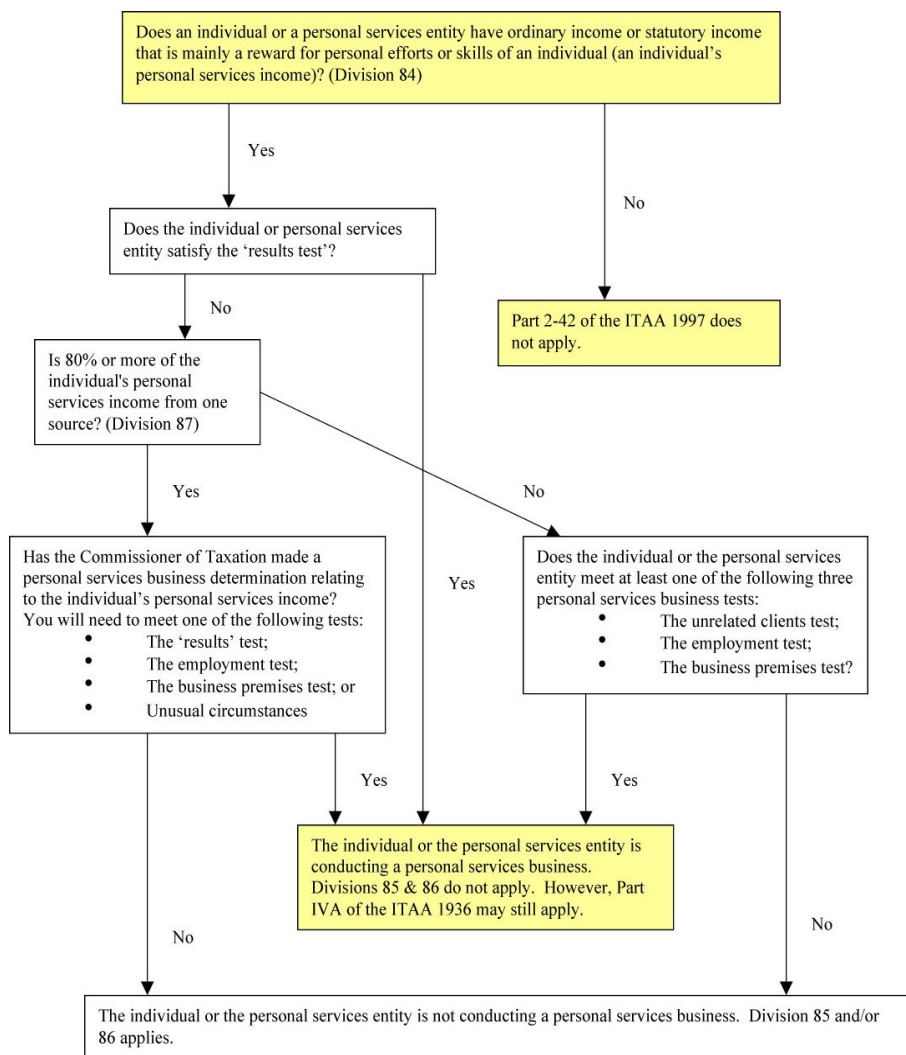 Does an individual or a personal services entity have ordinary income or statutory income
that is mainly a reward for personal efforts or skills of an individual (an individual’s
personal services income)? (Division 84)
Yes
No
Does the individual or personal services
entity satisfy the ‘results test’?
No
Part 2-42 of the ITAA 1997 does
not apply.
Is 80% or more of the
individual's personal
services income from one
source? (Division 87)
Yes
No
Has the Commissioner of Taxation made a
personal services business determination relating
to the individual’s personal services income?
You will need to meet one of the following tests:
• The ‘results’ test;
• The employment test;
• The business premises test; or
• Unusual circumstances
Yes
Does the individual or the personal services
entity meet at least one of the following three
personal services business tests:
• The unrelated clients test;
• The employment test;
• The business premises test?
Yes
Yes
The individual or the personal services entity is
conducting a personal services business.
Divisions 85 & 86 do not apply. However, Part
IVA of the ITAA 1936 may still apply.
No
No
The individual or the personal services entity is not conducting a personal services business. Division 85 and/or
86 applies.